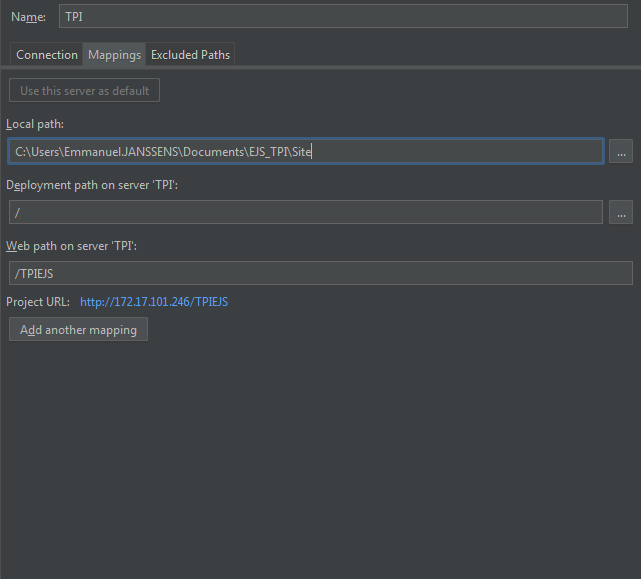 Name: TPI
Connection Mappings Excluded Paths
Use this server as default
Local path:
C:\Users\Emmanuel.JANSSENS\Documents\EJS_TPI\Site ...
Deployment path on server 'TPI':
/ ...
Web path on server 'TPI':
/TPIEJS
Project URL: http://172.17.101.246/TPIEJS
Add another mapping